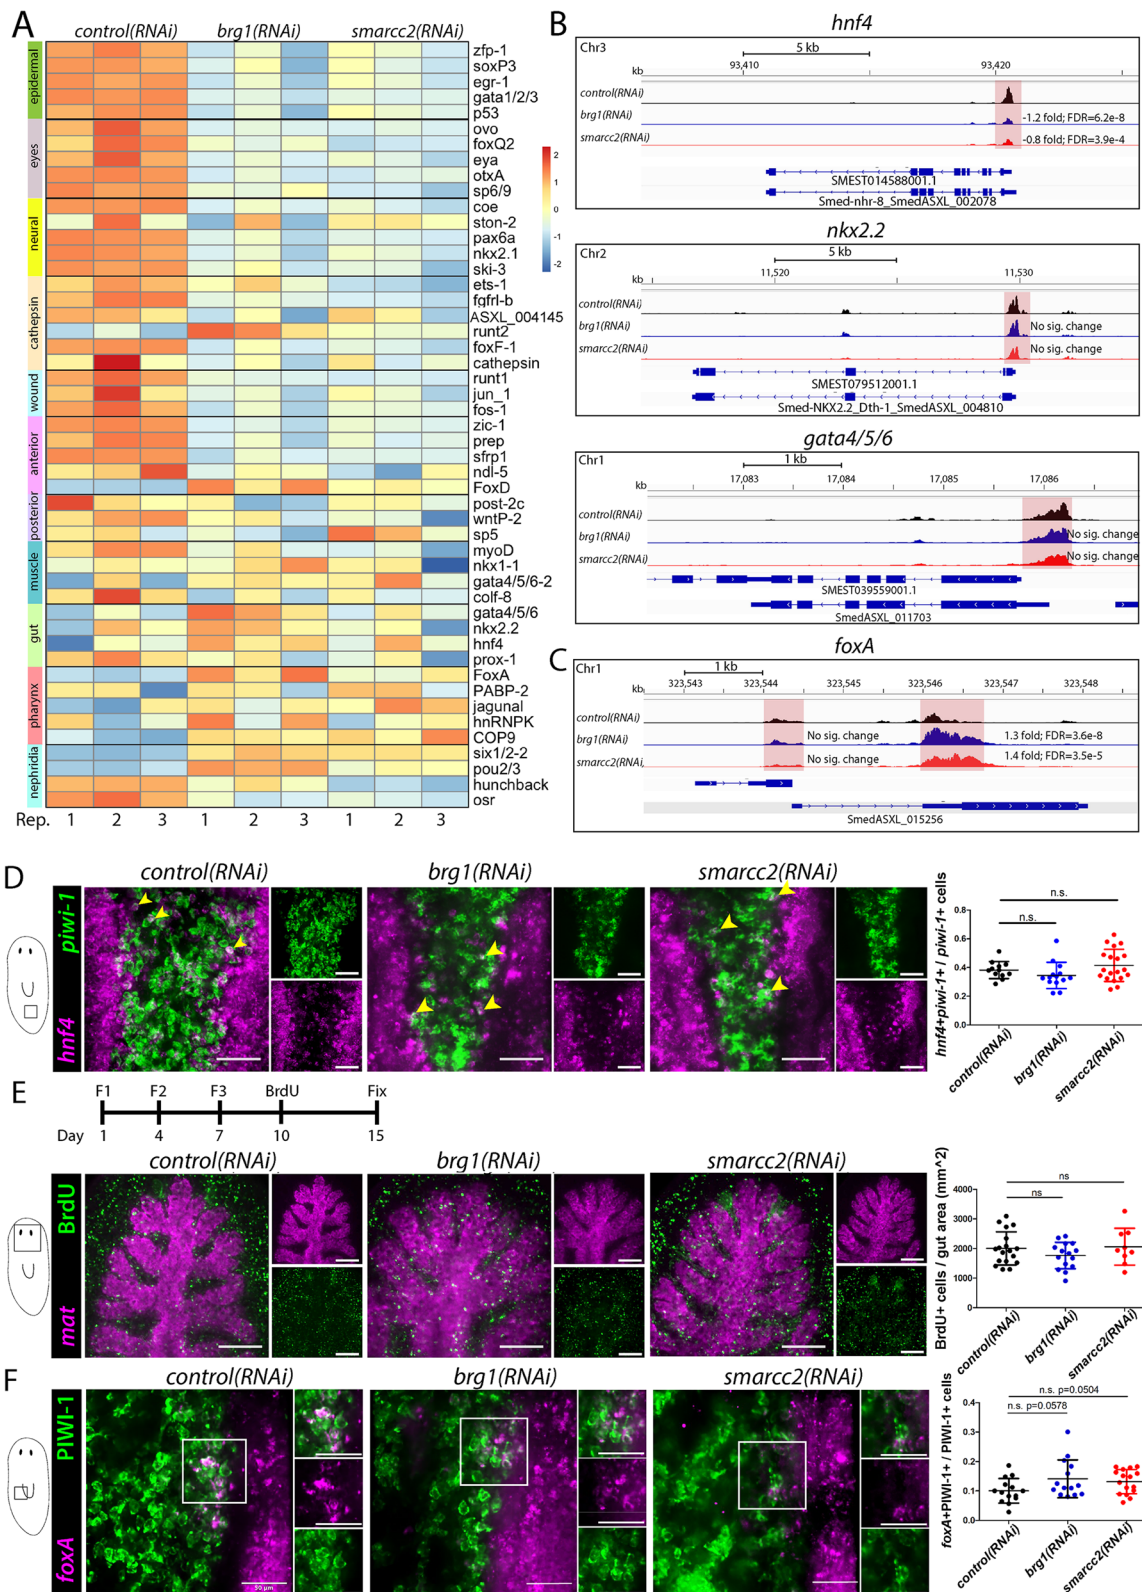 A
control(RNAi) brg1(RNAi) smarcc2(RNAi)
epidermal
zfp-1
soxP3
egr-1
gata1/2/3
p53
eyes
ovo
foxQ2
eya
otxA
sp6/9
neural
coe
ston-2
pax6a
nkx2.1
ski-3
cathepsin
ets-1
fgfrl-b
ASXL_004145
runt2
foxF-1
cathepsin
wound
runt1
jun_1
fos-1
anterior
zic-1
prep
sfrp1
ndl-5
FoxD
posterior
post-2c
wntP-2
sp5
muscle
myoD
nkx1-1
gata4/5/6-2
colf-8
gut
gata4/5/6
nkx2.2
hnf4
prox-1
pharynx
FoxA
PABP-2
jagunal
hnRNPK
COP9
nephridia
six1/2-2
pou2/3
hunchback
osr
Rep. 1 2 3 1 2 3 1 2 3
2
1
0
-1
-2
B
hnf4
Chr3
5 kb
kb 93,410 93,420
control(RNAi)
brg1(RNAi)
-1.2 fold; FDR=6.2e-8
smarcc2(RNAi)
-0.8 fold; FDR=3.9e-4
SMEST014588001.1
Smed-nhr-8_SmedASXL_002078
nkx2.2
Chr2
5 kb
kb 11,520 11,530
control(RNAi)
brg1(RNAi)
No sig. change
smarcc2(RNAi)
No sig. change
SMEST079512001.1
Smed-NKX2.2_Dth-1_SmedASXL_004810
gata4/5/6
Chr1
1 kb
kb 17,083 17,084 17,085 17,086
control(RNAi)
brg1(RNAi)
No sig. change
smarcc2(RNAi)
No sig. change
SMEST039559001.1
SmedASXL_011703
C
foxA
Chr1
1 kb
kb 323,543 323,544 323,545 323,546 323,547 323,548
control(RNAi)
brg1(RNAi)
No sig. change 1.3 fold; FDR=3.6e-8
smarcc2(RNAi,
No sig. change 1.4 fold; FDR=3.5e-5
SmedASXL_015256
D
control(RNAi) brg1(RNAi) smarcc2(RNAi)
hnf4 piwi-1
hnf4+piwi-1+ / piwi-1+ cells
n.s.
n.s.
0.8
0.6
0.4
0.2
0.0
control(RNAi)
brg1(RNAi)
smarcc2(RNAi)
E
F1 F2 F3 BrdU Fix
Day 1 4 7 10 15
control(RNAi) brg1(RNAi) smarcc2(RNAi)
mat BrdU
BrdU+ cells / gut area (mm^2)
ns
ns
4000
3000
2000
1000
0
control(RNAi)
brg1(RNAi)
smarcc2(RNAi)
F
control(RNAi) brg1(RNAi) smarcc2(RNAi)
foxA PIWI-1
50 µm
foxA+PIWI-1+ / PIWI-1+ cells
n.s. p=0.0504
n.s. p=0.0578
0.4
0.3
0.2
0.1
0.0
control(RNAi)
brg1(RNAi)
smarcc2(RNAi)